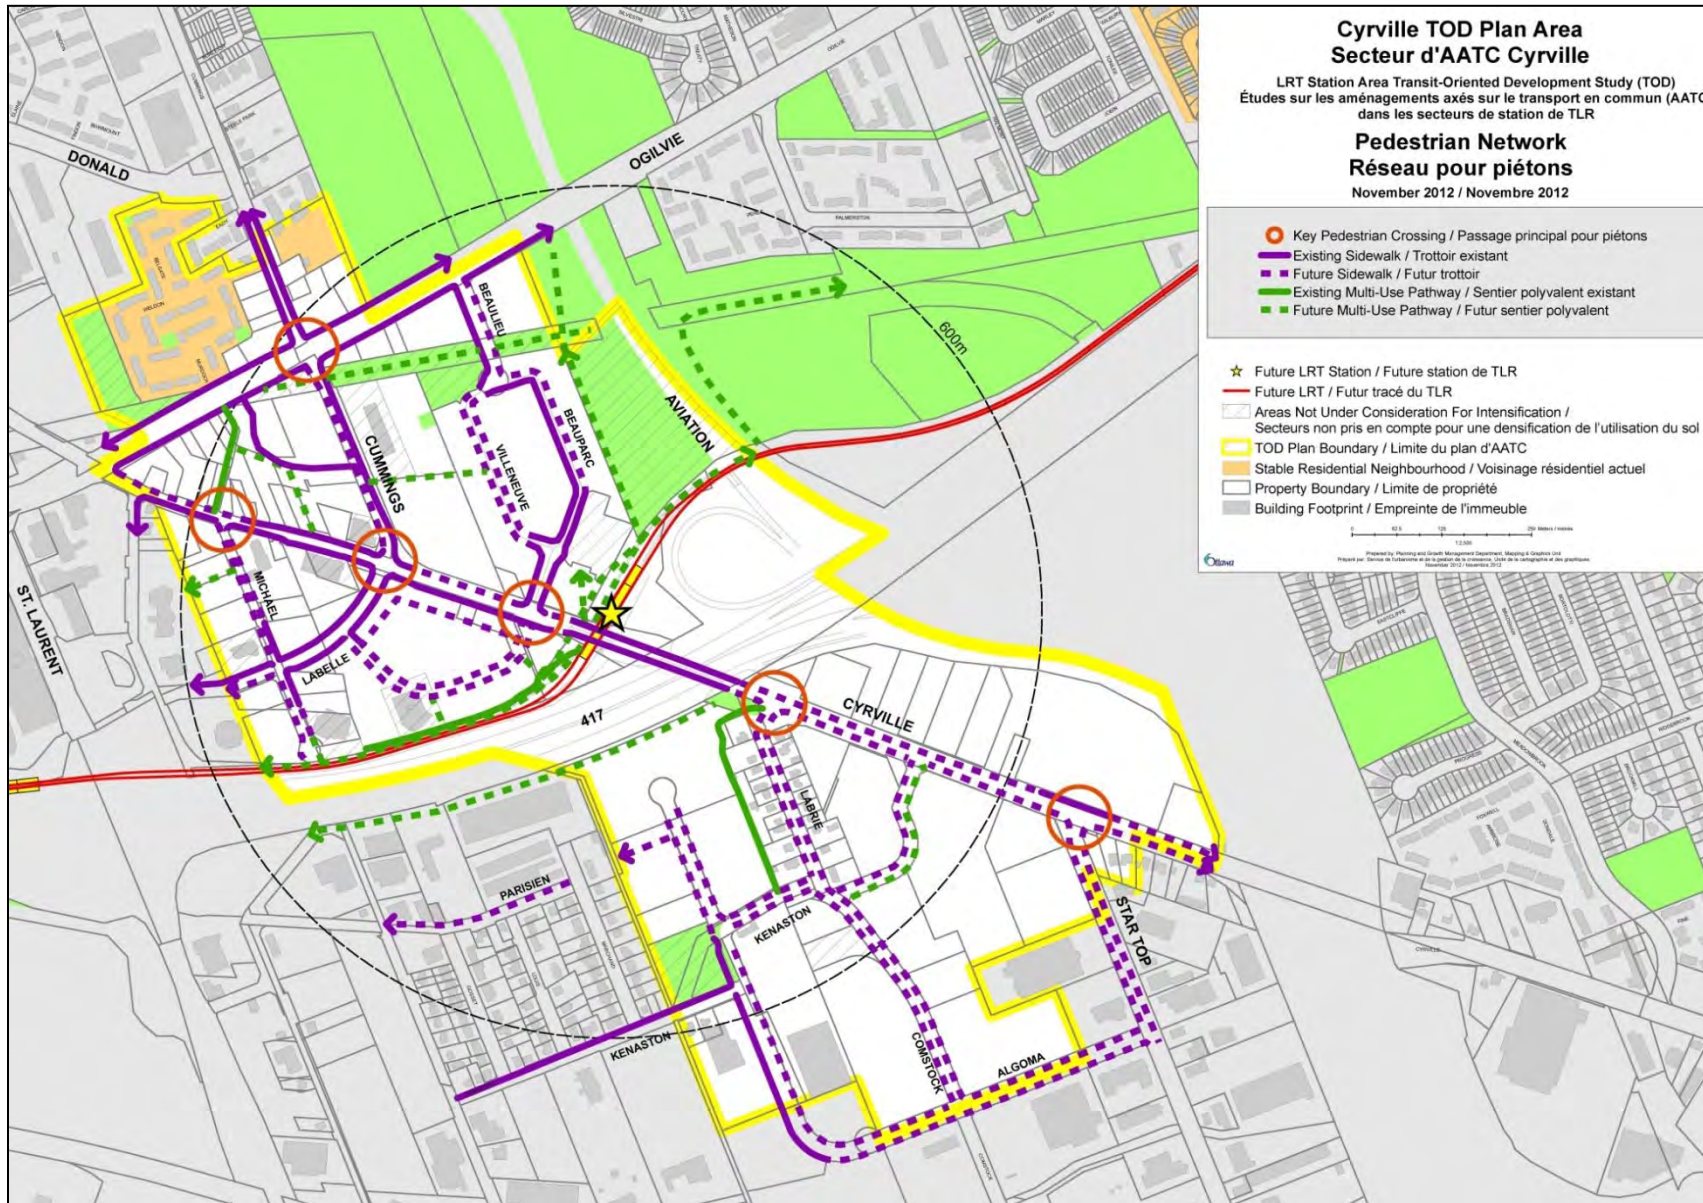 Cyrville TOD Plan Area
Secteur d'AATC Cyrville
LRT Station Area Transit-Oriented Development Study (TOD)
Études sur les aménagements axés sur le transport en commun (AATC
dans les secteurs de station de TLR
Pedestrian Network
Réseau pour piétons
November 2012 / Novembre 2012
Key Pedestrian Crossing / Passage principal pour piétons
Existing Sidewalk / Trottoir existant
Future Sidewalk / Futur trottoir
Existing Multi-Use Pathway / Sentier polyvalent existant
Future Multi-Use Pathway / Futur sentier polyvalent
Future LRT Station / Future station de TLR
Future LRT / Futur tracé du TLR
Areas Not Under Consideration For Intensification /
Secteurs non pris en compte pour une densification de l'utilisation du sol
TOD Plan Boundary / Limite du plan d'AATC
Stable Residential Neighbourhood / Voisinage résidentiel actuel
Property Boundary / Limite de propriété
Building Footprint / Empreinte de l'immeuble
Ottawa
DONALD
OGILVIE
OGILVIE
PALMERSTON
600m
BEAULIEU
AVIATION
CUMMINGS
VILLENEUVE
BEAUPARC
MICHAEL
ST. LAURENT
LABELLE
417
CYRVILLE
LABRIE
PARISIEN
KENASTON
STAR TOP
KENASTON
COMSTOCK
ALGOMA
CYRVILLE
COMSTOCK